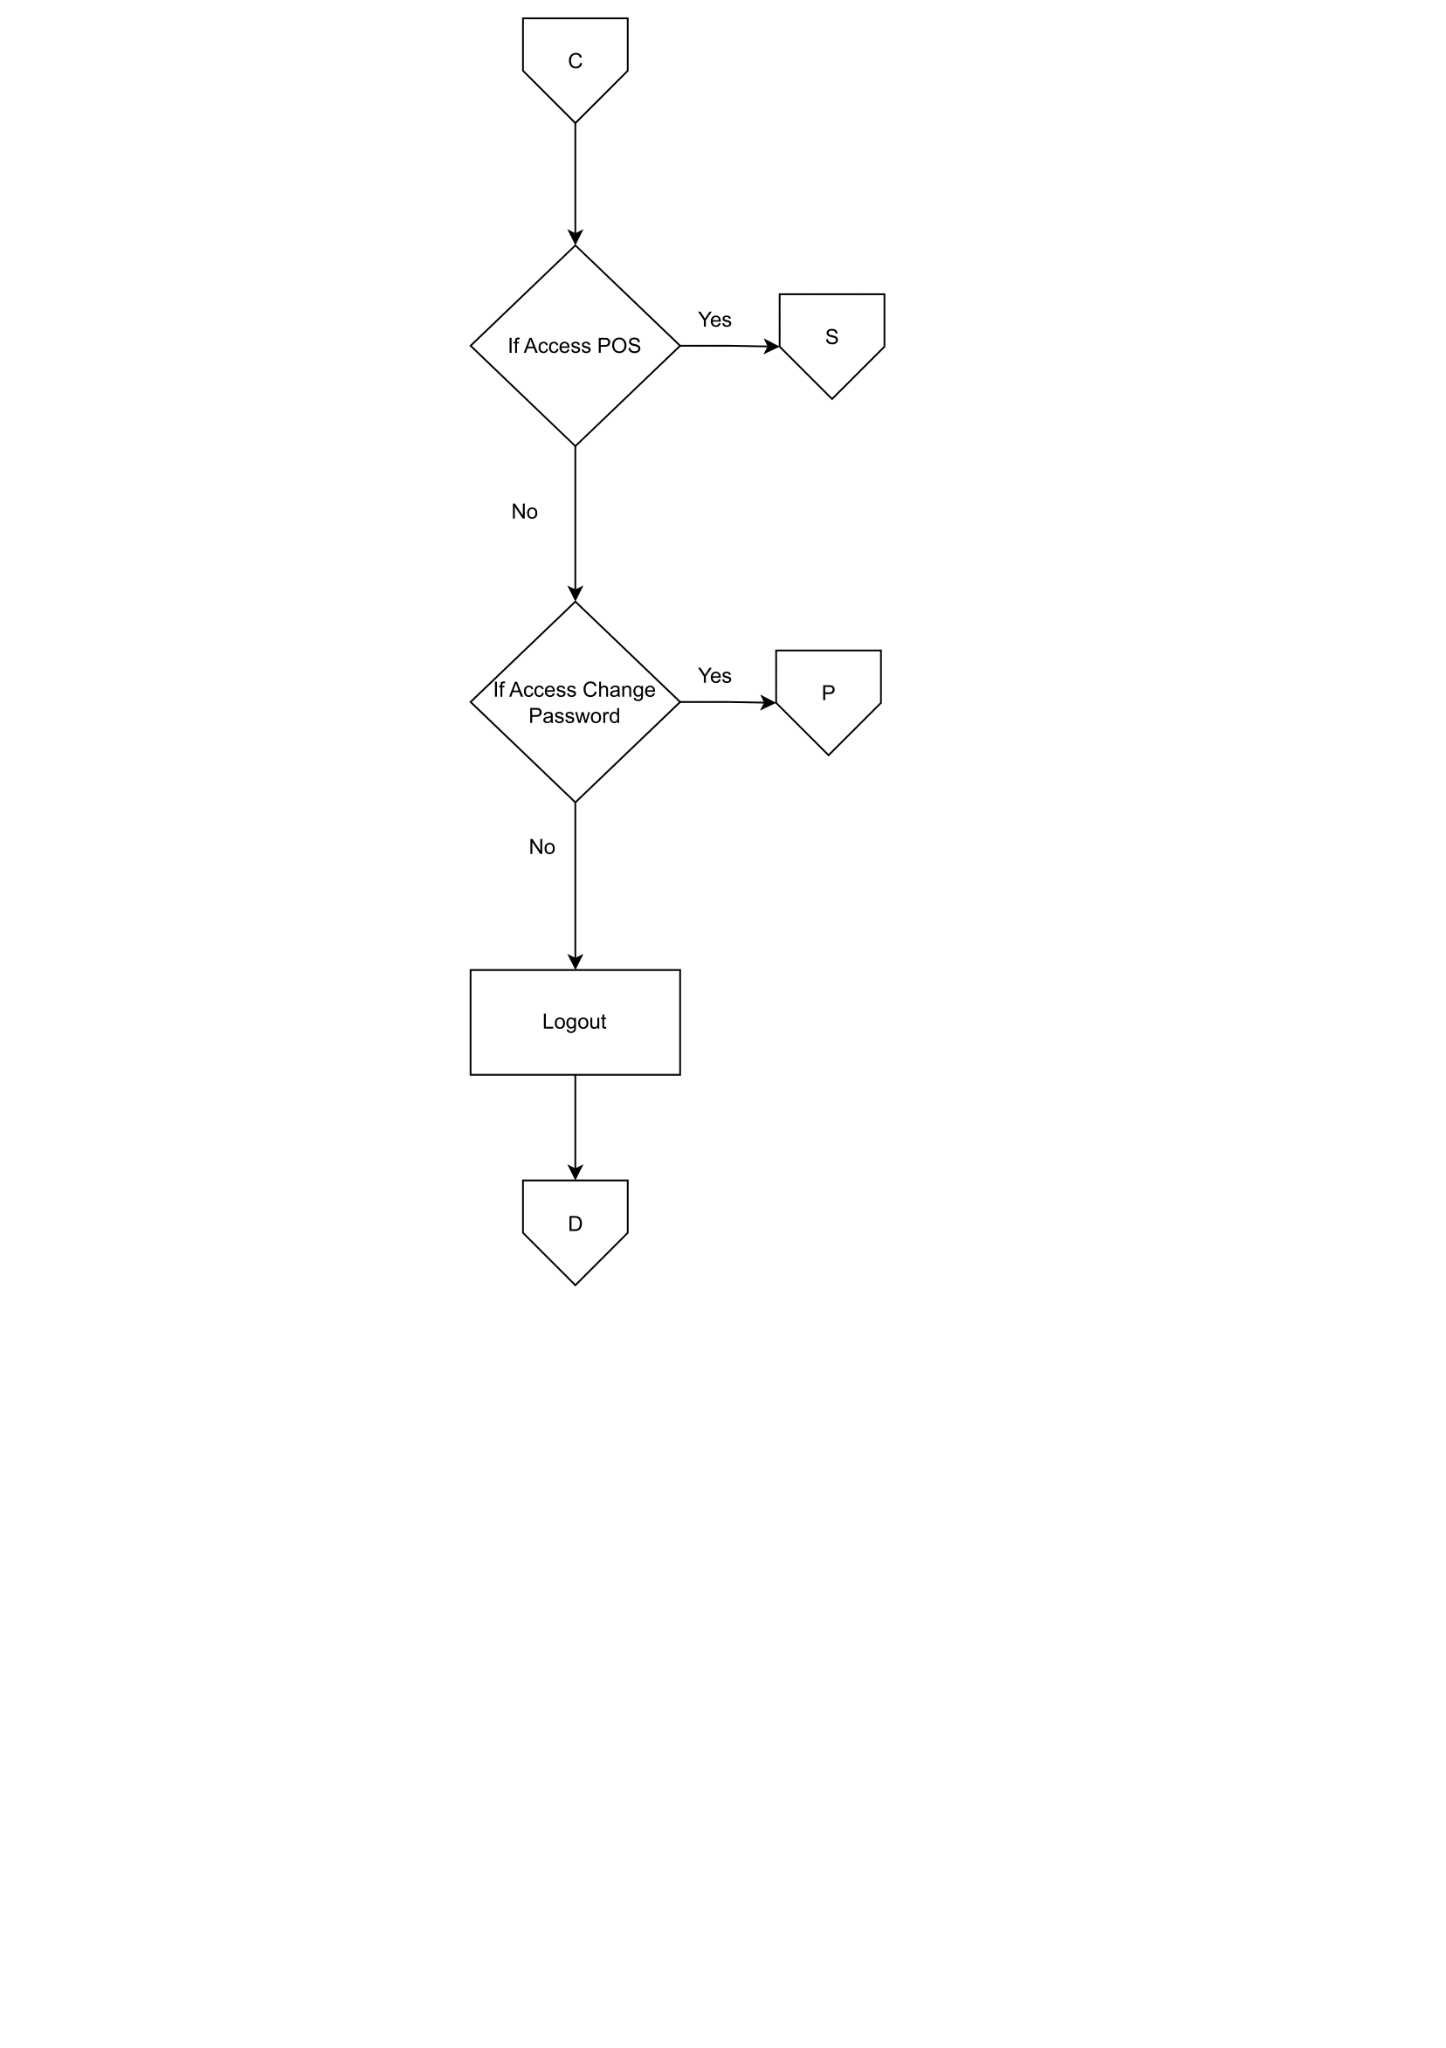 C
If Access POS
Yes
S
No
If Access Change
Password
Yes
P
No
Logout
D